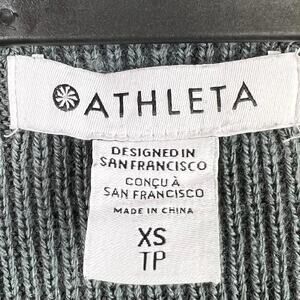 ATHLETA
DESIGNED IN
SAN FRANCISCO
CONÇU À
SAN FRANCISCO
MADE IN CHINA
XS
TP